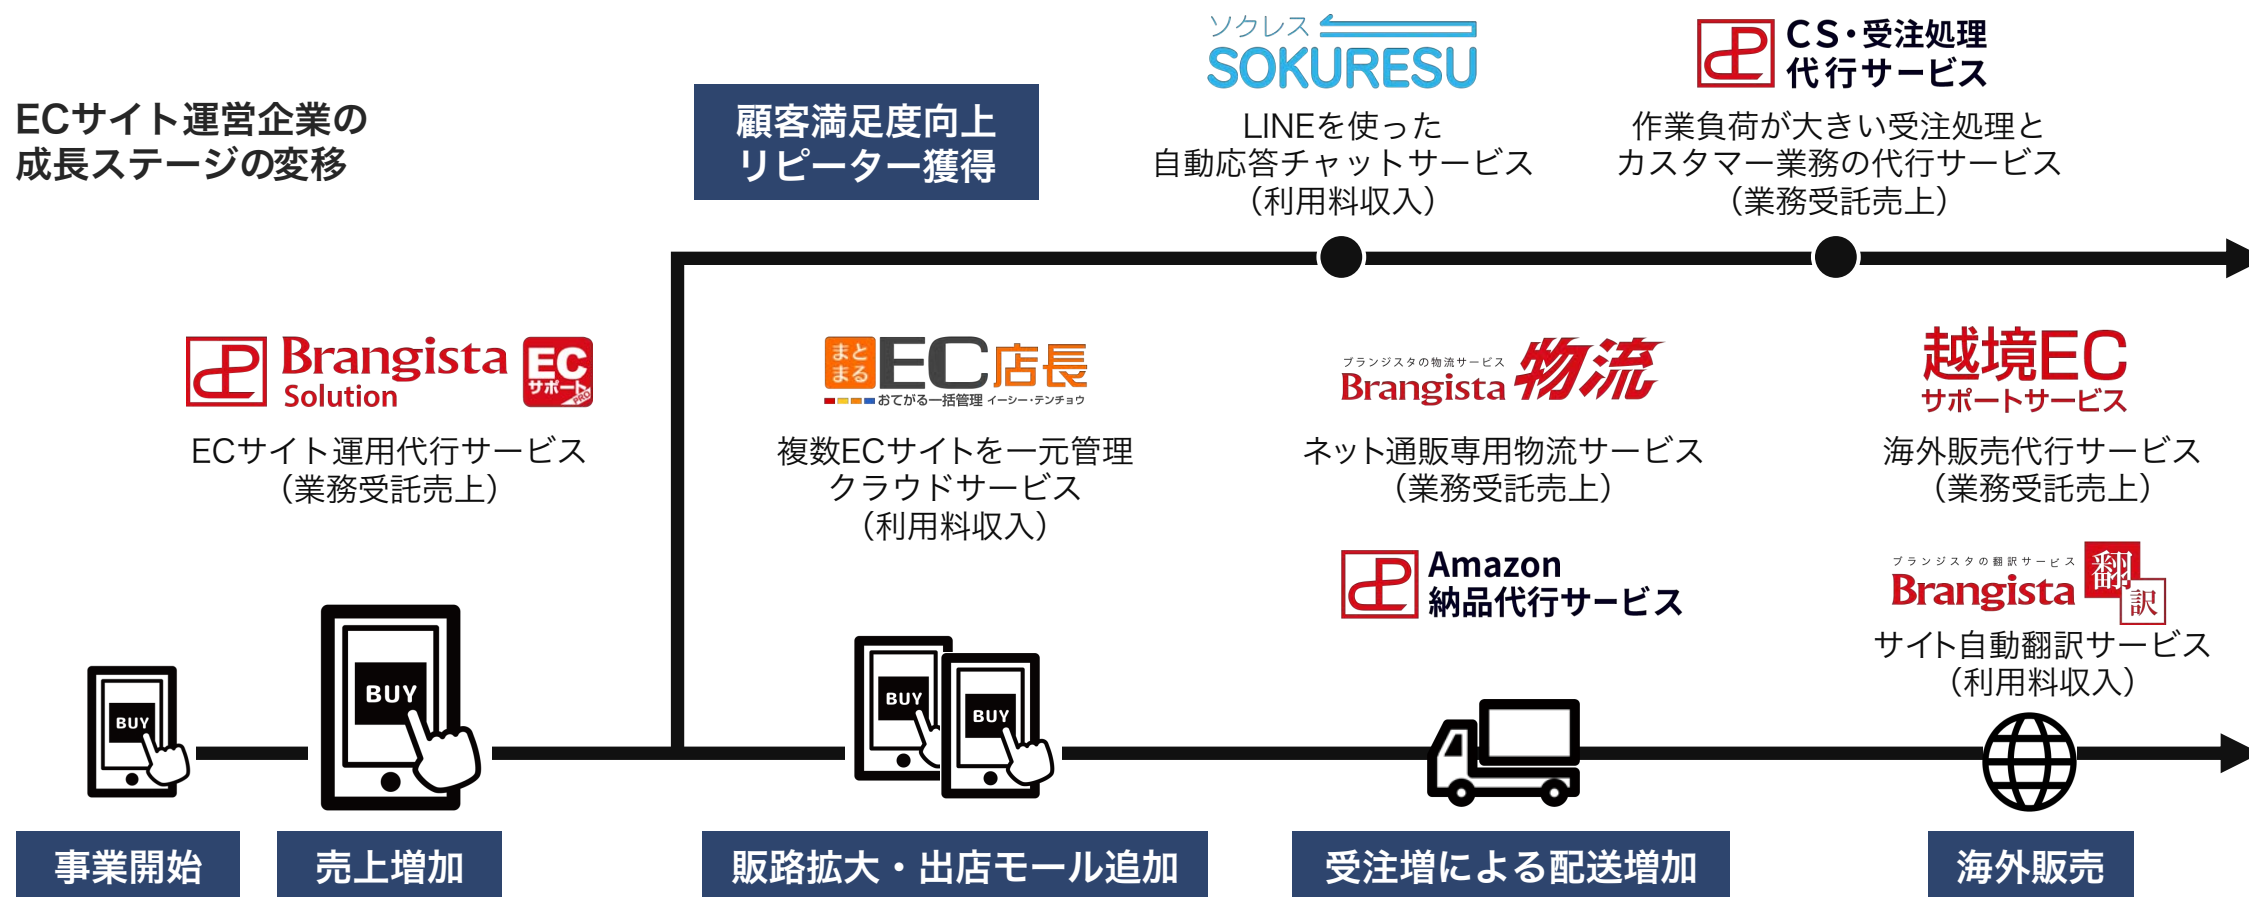 ECサイト運営企業の
成長ステージの変移
顧客満足度向上
リピーター獲得
ソクレス
SOKURESU
LINEを使った
自動応答チャットサービス
（利用料収入）
CS・受注処理
代行サービス
作業負荷が大きい受注処理と
カスタマー業務の代行サービス
（業務受託売上）
Brangista
Solution
EC
サポート
PRO
ECサイト運用代行サービス
（業務受託売上）
まと
まる
EC店長
おてがる一括管理 イーシー・テンチョウ
複数ECサイトを一元管理
クラウドサービス
（利用料収入）
ブランジスタの物流サービス
Brangista 物流
ネット通販専用物流サービス
（業務受託売上）
Amazon
納品代行サービス
越境EC
サポートサービス
海外販売代行サービス
（業務受託売上）
ブランジスタの翻訳サービス
Brangista 翻訳
サイト自動翻訳サービス
（利用料収入）
BUY
BUY
BUY
BUY
事業開始
売上増加
販路拡大・出店モール追加
受注増による配送増加
海外販売